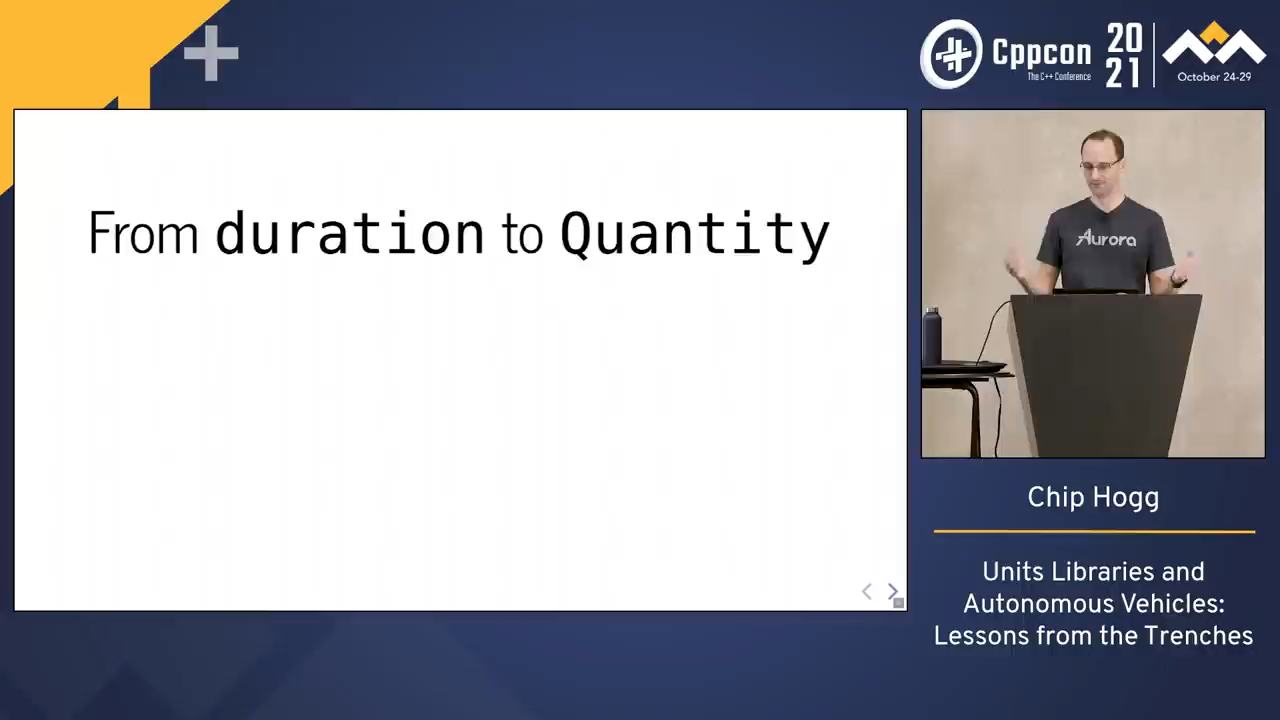 Cppcon
The C++ Conference
20
21
October 24-29
From duration to Quantity
Aurora
Chip Hogg
Units Libraries and
Autonomous Vehicles:
Lessons from the Trenches